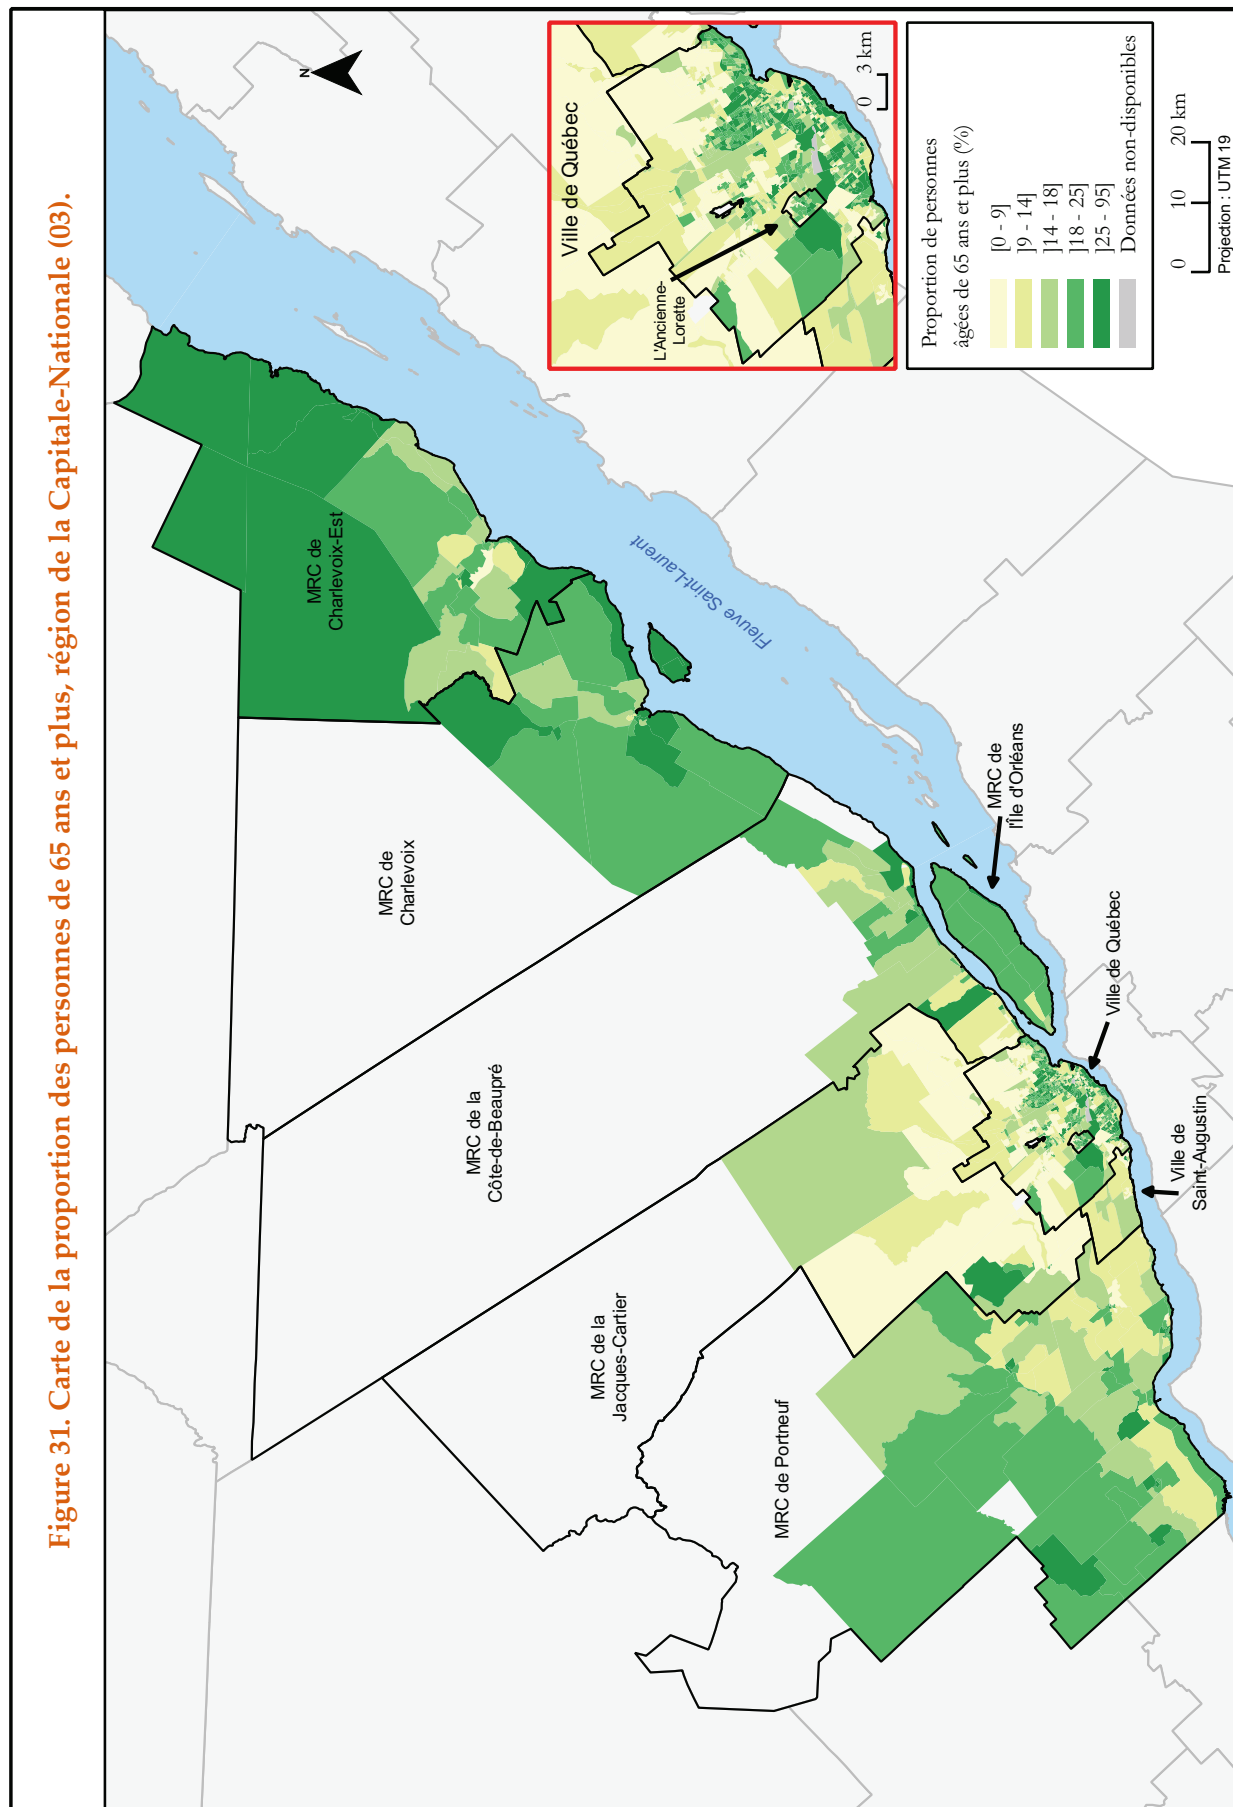 Figure 31. Carte de la proportion des personnes de 65 ans et plus, région de la Capitale-Nationale (03).
N
MRC de
Charlevoix-Est
MRC de
Charlevoix
MRC de la
Côte-de-Beaupré
MRC de la
Jacques-Cartier
MRC de Portneuf
Fleuve Saint-Laurent
MRC de
l'Île d'Orléans
Ville de Québec
Ville de
Saint-Augustin
Ville de Québec
L'Ancienne-
Lorette
0 3 km
Proportion de personnes
âgées de 65 ans et plus (%)
[0 - 9]
]9 - 14]
]14 - 18]
]18 - 25]
]25 - 95]
Données non-disponibles
0 10 20 km
Projection : UTM 19